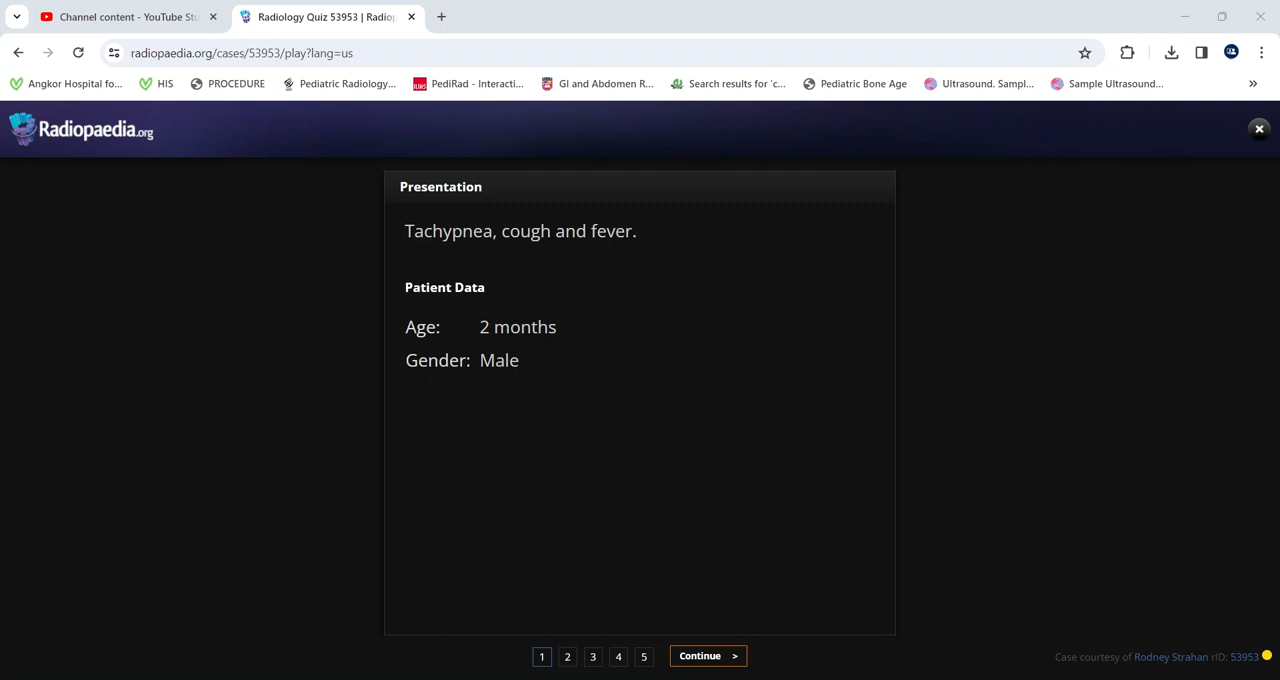 Channel content - YouTube Stu
Radiology Quiz 53953 | Radiop
radiopaedia.org/cases/53953/play?lang=us
Angkor Hospital fo...
HIS
PROCEDURE
Pediatric Radiology...
PediRad - Interacti...
GI and Abdomen R...
Search results for 'c...
Pediatric Bone Age
Ultrasound. Sampl...
Sample Ultrasound...
Radiopaedia.org
Presentation
Tachypnea, cough and fever.
Patient Data
Age: 2 months
Gender: Male
1 2 3 4 5 Continue >
Case courtesy of Rodney Strahan rID: 53953